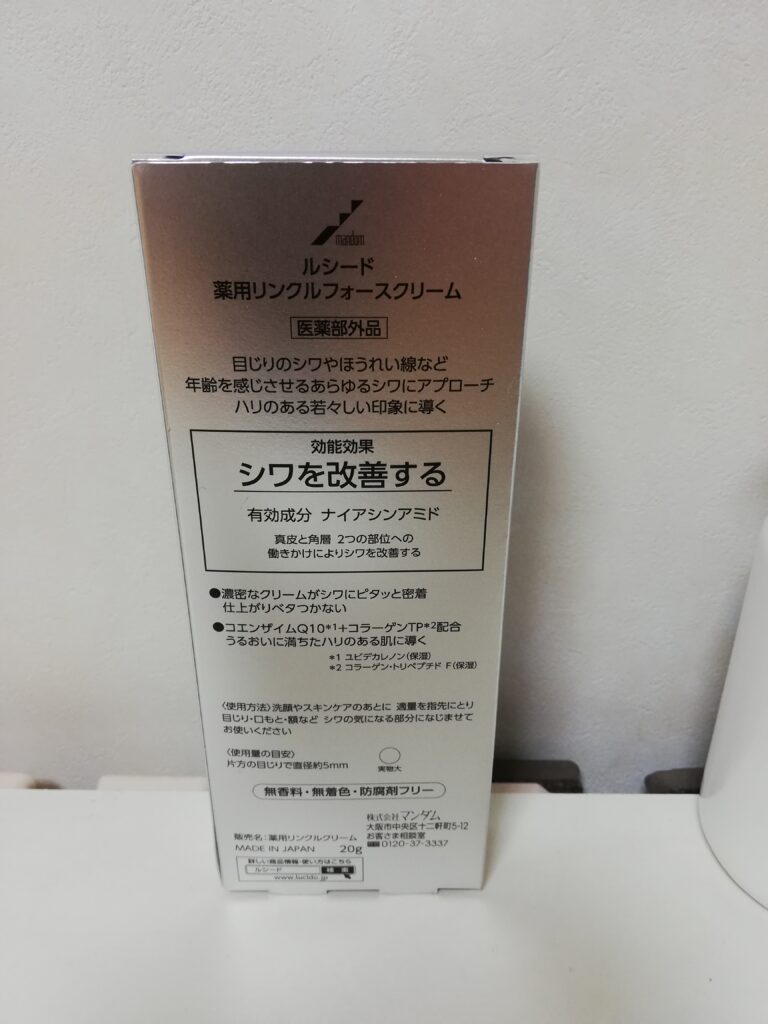 mandom
ルシード
薬用リンクルフォースクリーム
医薬部外品
目じりのシワやほうれい線など
年齢を感じさせるあらゆるシワにアプローチ
ハリのある若々しい印象に導く
効能効果
シワを改善する
有効成分 ナイアシンアミド
真皮と角層 2つの部位への
働きかけによりシワを改善する
●濃密なクリームがシワにピタッと密着
仕上がりベタつかない
●コエンザイムQ10*1+コラーゲンTP*2配合
うるおいに満ちたハリのある肌に導く
*1 ユビデカレノン(保湿)
*2 コラーゲン・トリペプチド F(保湿)
〈使用方法〉洗顔やスキンケアのあとに 適量を指先にとり
目じり・口もと・額など シワの気になる部分になじませて
お使いください
〈使用量の目安〉
片方の目じりで直径約5mm
実物大
無香料・無着色・防腐剤フリー
株式会社 マンダム
大阪市中央区十二軒町5-12
お客さま相談室
0120-37-3337
販売名:薬用リンクルクリーム
MADE IN JAPAN 20g
詳しい商品情報・使い方はこちら
ルシード 検索
www.lucido.jp